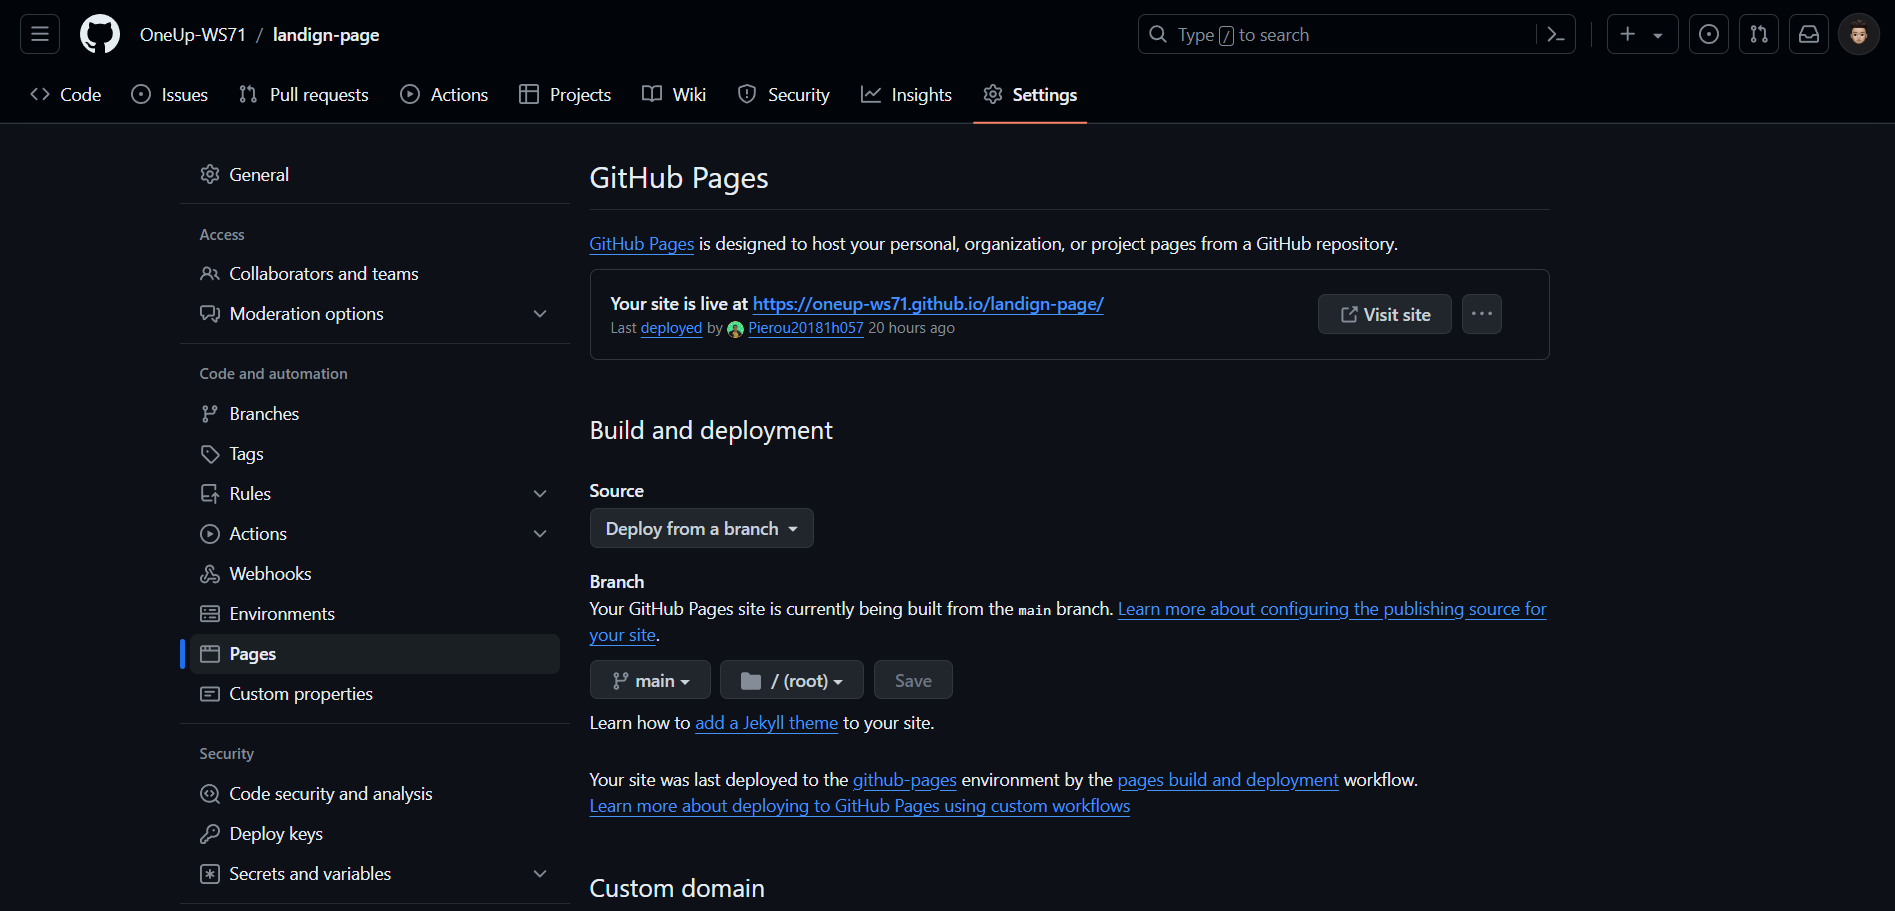 OneUp-WS71 / landign-page
Type / to search
Code Issues Pull requests Actions Projects Wiki Security Insights Settings
General
Access
Collaborators and teams
Moderation options
Code and automation
Branches
Tags
Rules
Actions
Webhooks
Environments
Pages
Custom properties
Security
Code security and analysis
Deploy keys
Secrets and variables
GitHub Pages
GitHub Pages is designed to host your personal, organization, or project pages from a GitHub repository.
Your site is live at https://oneup-ws71.github.io/landign-page/
Last deployed by Pierou20181h057 20 hours ago
Visit site
Build and deployment
Source
Deploy from a branch
Branch
Your GitHub Pages site is currently being built from the main branch. Learn more about configuring the publishing source for
your site.
main / (root) Save
Learn how to add a Jekyll theme to your site.
Your site was last deployed to the github-pages environment by the pages build and deployment workflow.
Learn more about deploying to GitHub Pages using custom workflows
Custom domain